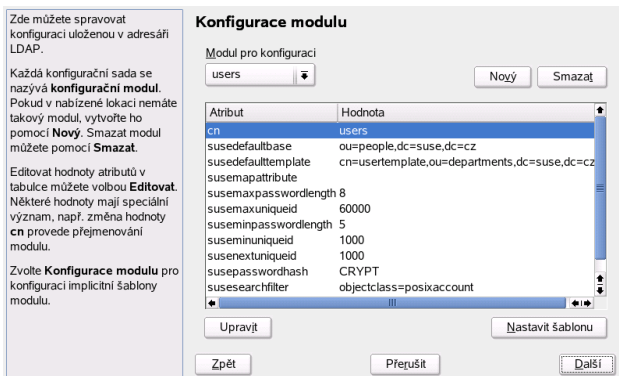 Zde můžete spravovat
konfiguraci uloženou v adresáři
LDAP.
Každá konfigurační sada se
nazývá konfigurační modul.
Pokud v nabízené lokaci nemáte
takový modul, vytvořte ho
pomocí Nový. Smazat modul
můžete pomocí Smazat.
Editovat hodnoty atributů v
tabulce můžete volbou Editovat.
Některé hodnoty mají speciální
význam, např. změna hodnoty
cn provede přejmenování
modulu.
Zvolte Konfigurace modulu pro
konfiguraci implicitní šablony
modulu.
Konfigurace modulu
Modul pro konfiguraci
users
Nový Smazat
Atribut Hodnota
cn users
susedefaultbase ou=people,dc=suse,dc=cz
susedefaulttemplate cn=usertemplate,ou=departments,dc=suse,dc=cz
susemapattribute
susemaxpasswordlength 8
susemaxuniqueid 60000
suseminpasswordlength 5
suseminuniqueid 1000
susenextuniqueid 1000
susepasswordhash CRYPT
susesearchfilter objectclass=posixaccount
Upravit Nastavit šablonu
Zpět Přerušit Další